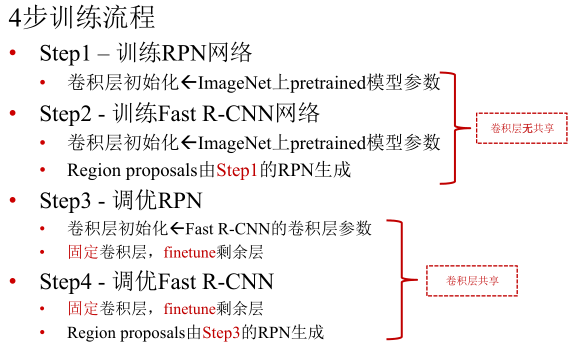 4步训练流程
• Step1 – 训练RPN网络
• 卷积层初始化←ImageNet上pretrained模型参数
• Step2 - 训练Fast R-CNN网络
• 卷积层初始化←ImageNet上pretrained模型参数
• Region proposals由Step1的RPN生成
卷积层无共享
• Step3 - 调优RPN
• 卷积层初始化←Fast R-CNN的卷积层参数
• 固定卷积层，finetune剩余层
• Step4 - 调优Fast R-CNN
• 固定卷积层，finetune剩余层
• Region proposals由Step3的RPN生成
卷积层共享